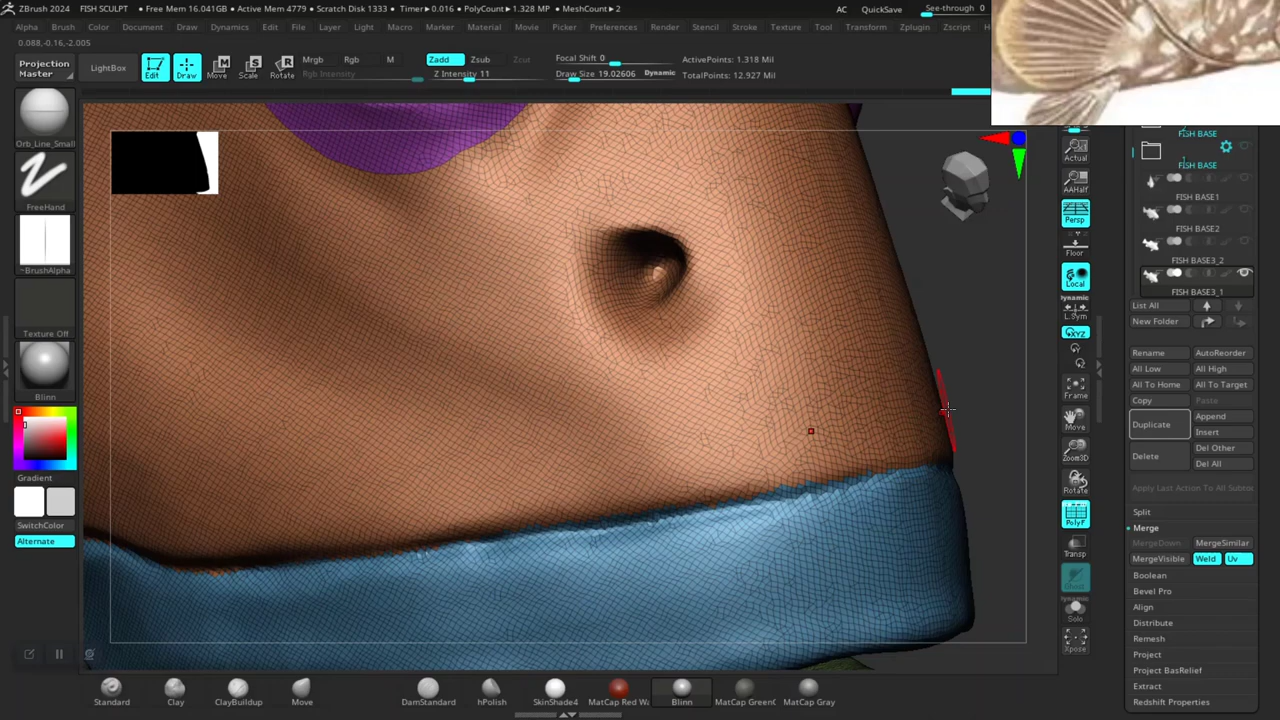 ZBrush 2024 FISH SCULPT • Free Mem 16.041GB • Active Mem 4779 • Scratch Disk 1333 • Timer▶0.016 • PolyCount▶1.328 MP • MeshCount▶2 AC QuickSave See-through 0
Alpha Brush Color Document Draw Dynamics Edit File Layer Light Macro Marker Material Movie Picker Preferences Render Stencil Stroke Texture Tool Transform Zplugin Zscript
0.088,-0.16,-2.005
Projection Master LightBox Edit Draw Move Scale Rotate
Mrgb Rgb M
Rgb Intensity
Zadd Zsub Zcut
Z Intensity 11
Focal Shift 0
Draw Size 19.02606 Dynamic
ActivePoints: 1.318 Mil
TotalPoints: 12.927 Mil
Orb_Line_Small
FreeHand
~BrushAlpha
Texture Off
Blinn
Gradient
SwitchColor
Alternate
Actual
AAHalf
Persp
Floor
Local
Dynamic
L.Sym
XYZ
Frame
Move
Zoom3D
Rotate
PolyF
Transp
Ghost
Dynamic
Solo
Xpose
FISH BASE
FISH BASE
FISH BASE1
FISH BASE2
FISH BASE3_2
FISH BASE3_1
List All
New Folder
Rename AutoReorder
All Low All High
All To Home All To Target
Copy Paste
Duplicate Append
Insert
Delete Del Other
Del All
Apply Last Action To All Subtoo
Split
Merge
MergeDown MergeSimilar
MergeVisible Weld Uv
Boolean
Bevel Pro
Align
Distribute
Remesh
Project
Project BasRelief
Extract
Redshift Properties
Standard Clay ClayBuildup Move DamStandard hPolish SkinShade4 MatCap Red Wa Blinn MatCap GreenC MatCap Gray